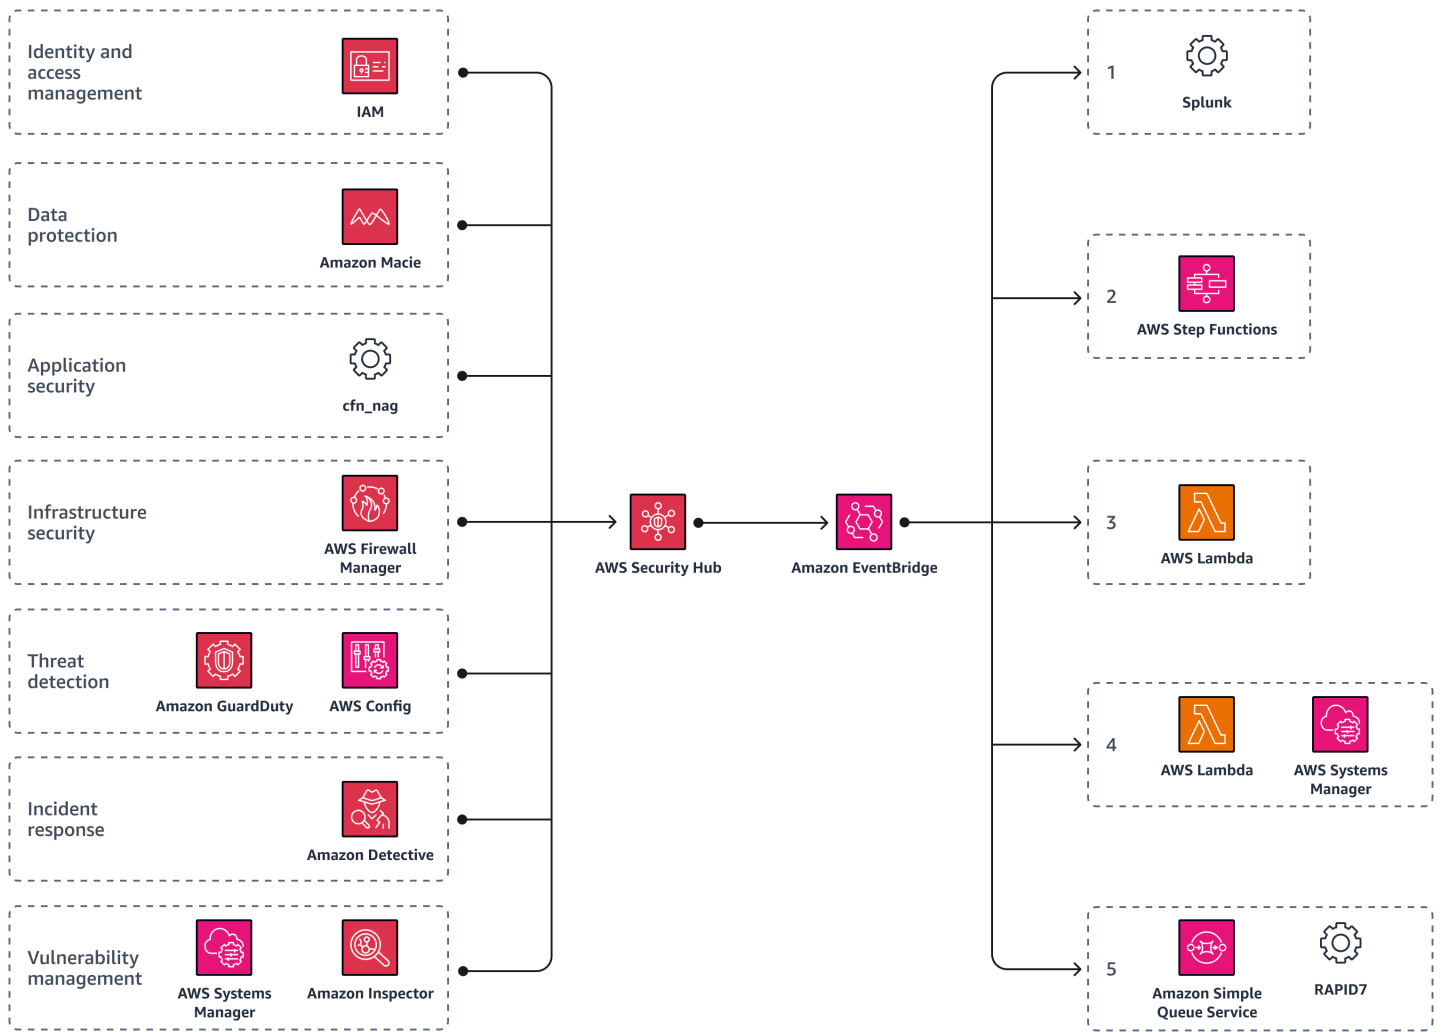 Identity and
access
management
IAM
Data
protection
Amazon Macie
Application
security
cfn_nag
Infrastructure
security
AWS Firewall
Manager
Threat
detection
Amazon GuardDuty
AWS Config
Incident
response
Amazon Detective
Vulnerability
management
AWS Systems
Manager
Amazon Inspector
AWS Security Hub
Amazon EventBridge
1
Splunk
2
AWS Step Functions
3
AWS Lambda
4
AWS Lambda
AWS Systems
Manager
5
Amazon Simple
Queue Service
RAPID7